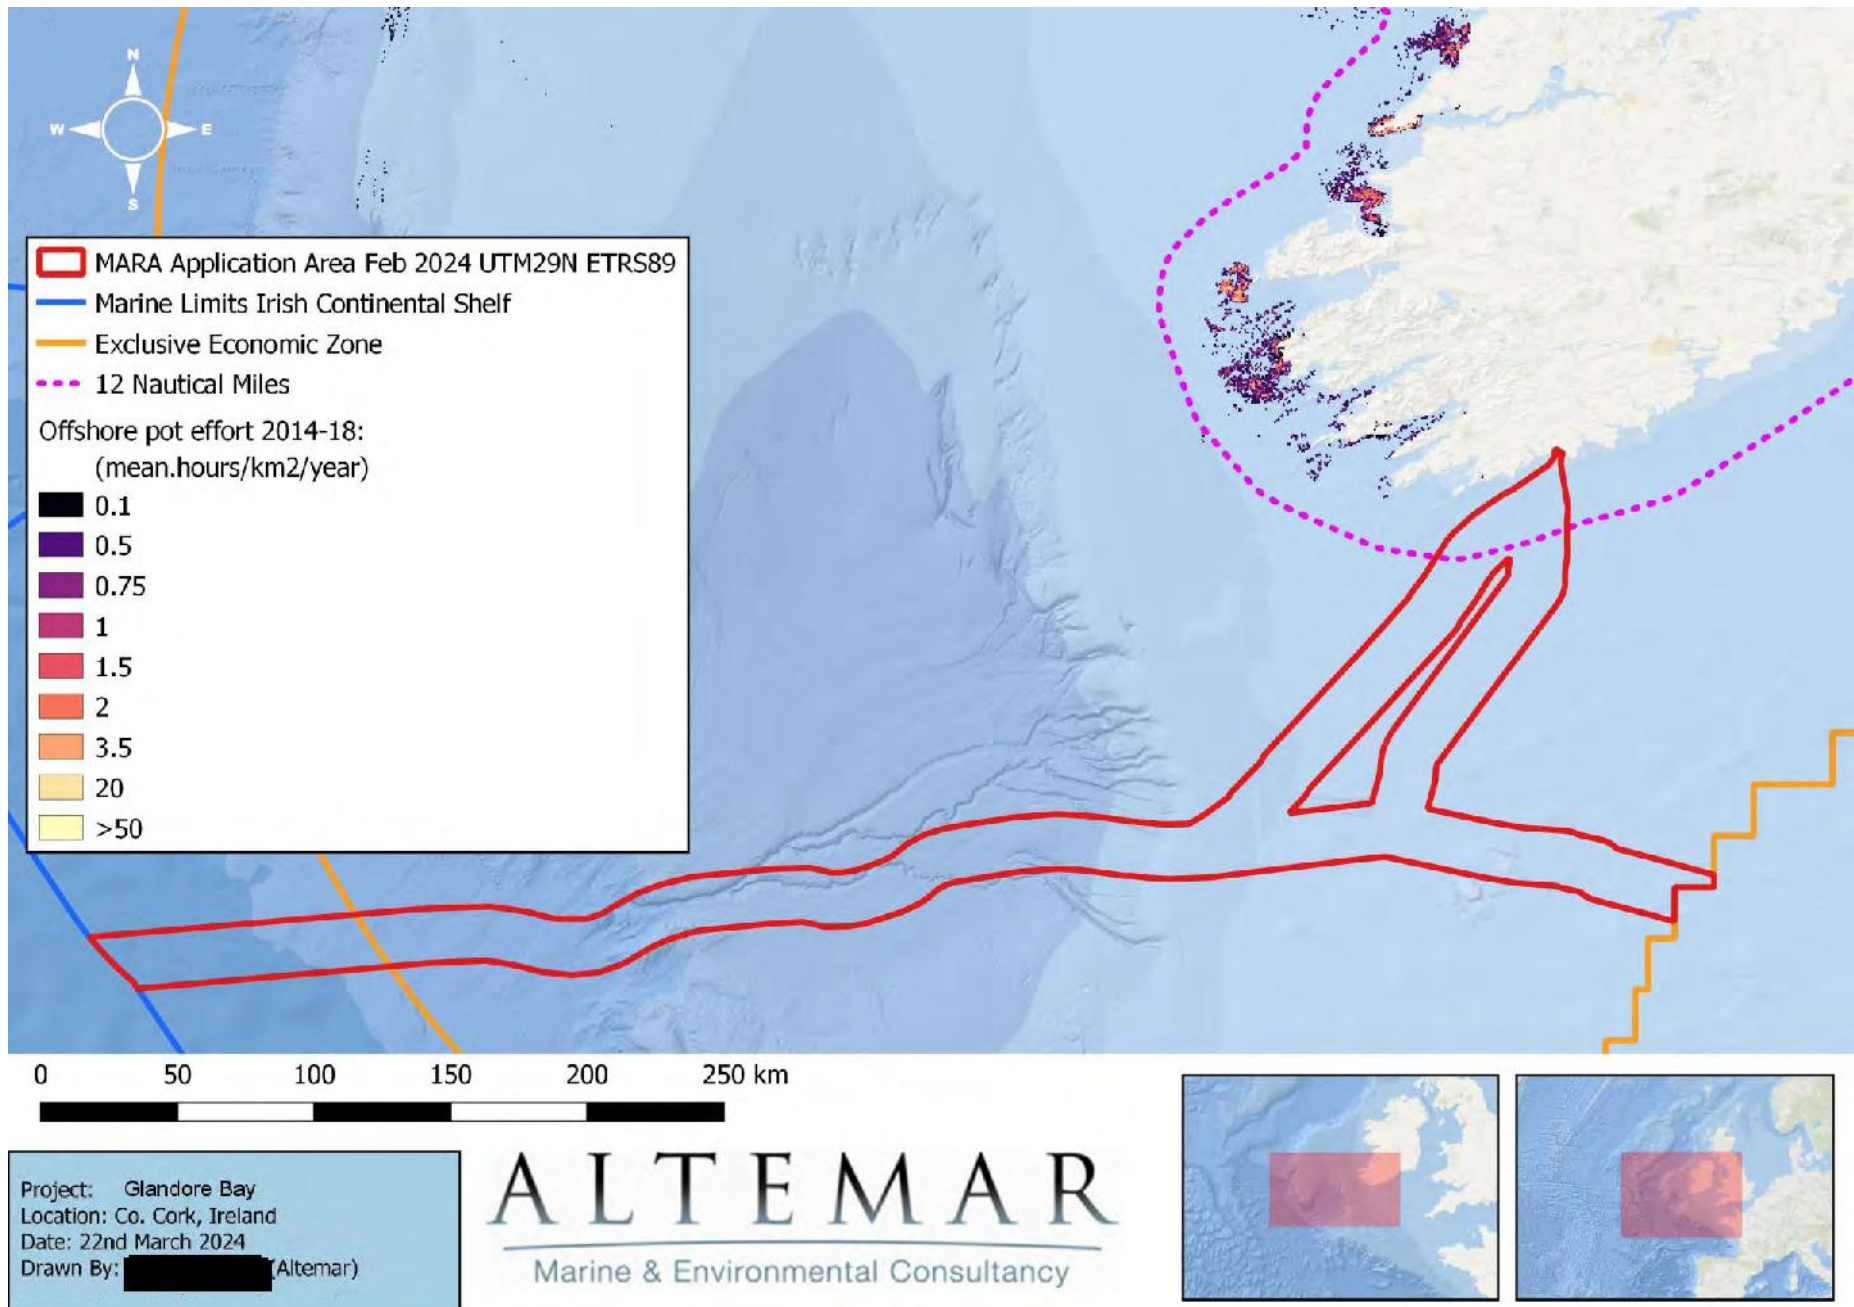 N
W E
S
MARA Application Area Feb 2024 UTM29N ETRS89
Marine Limits Irish Continental Shelf
Exclusive Economic Zone
12 Nautical Miles
Offshore pot effort 2014-18:
(mean.hours/km2/year)
0.1
0.5
0.75
1
1.5
2
3.5
20
>50
0 50 100 150 200 250 km
Project: Glandore Bay
Location: Co. Cork, Ireland
Date: 22nd March 2024
Drawn By: (Altemar)
ALTEMAR
Marine & Environmental Consultancy